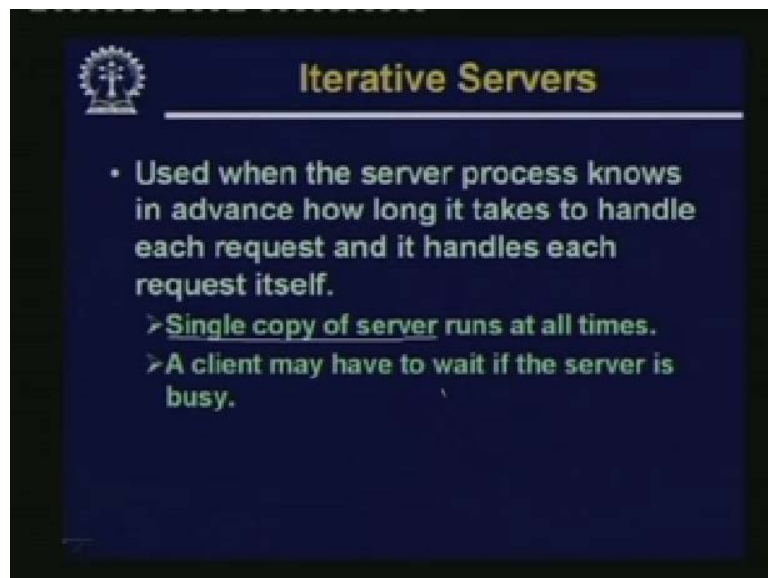 Iterative Servers
• Used when the server process knows
in advance how long it takes to handle
each request and it handles each
request itself.
➢Single copy of server runs at all times.
➢A client may have to wait if the server is
busy.